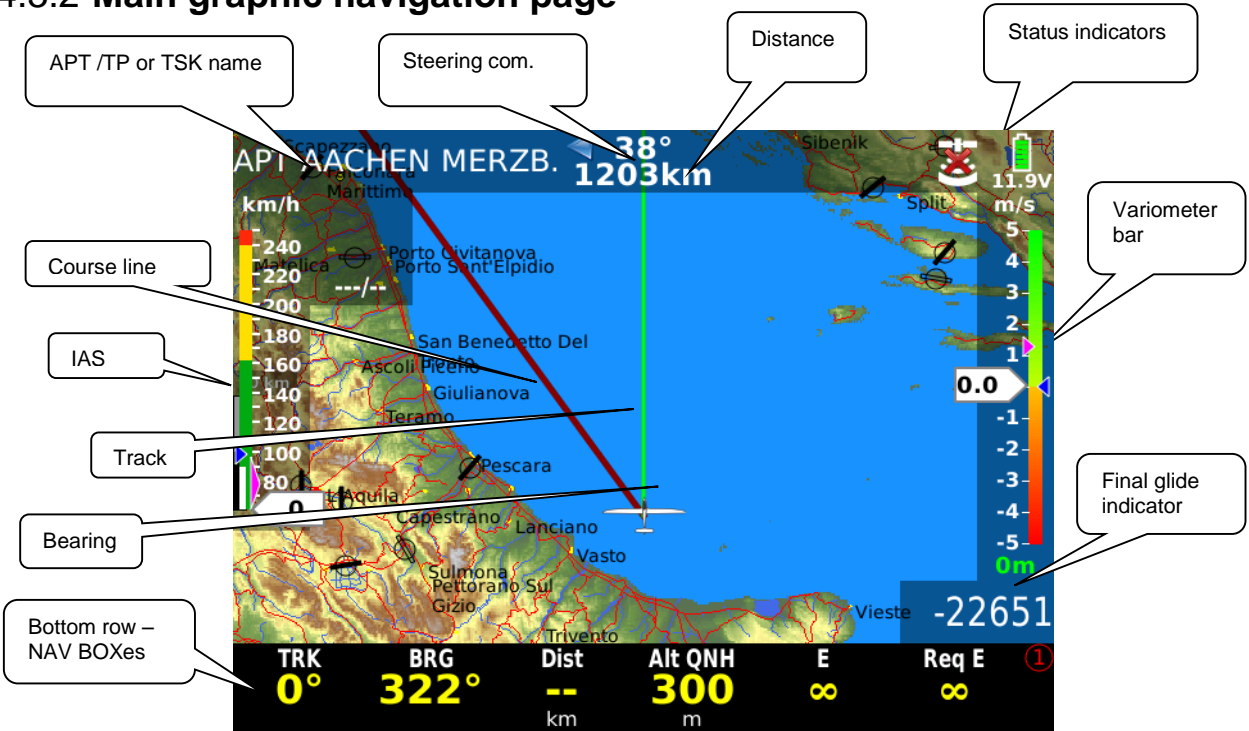 4.8.2 Main graphic navigation page
APT /TP or TSK name
Steering com.
Distance
Status indicators
APT AACHEN MERZB.
38°
1203km
11.9V
km/h
240
220
200
180
160
140
120
100
80
0
---/--
m/s
5
4
3
2
1
0.0
-1
-2
-3
-4
-5
0m
-22651
Falconara
Marittima
Matelica
Porto Civitanova
Porto Sant'Elpidio
San Benedetto Del
Tronto
Ascoli Piceno
Giulianova
Teramo
Pescara
L'Aquila
Capestrano
Lanciano
Vasto
Sulmona
Pettorano Sul
Gizio
Trivento
Vieste
Sibenik
Split
Course line
IAS
Track
Bearing
Bottom row –
NAV BOXes
Variometer
bar
Final glide
indicator
TRK
BRG
Dist
Alt QNH
E
Req E
1
0°
322°
--
300
∞
∞
km
m